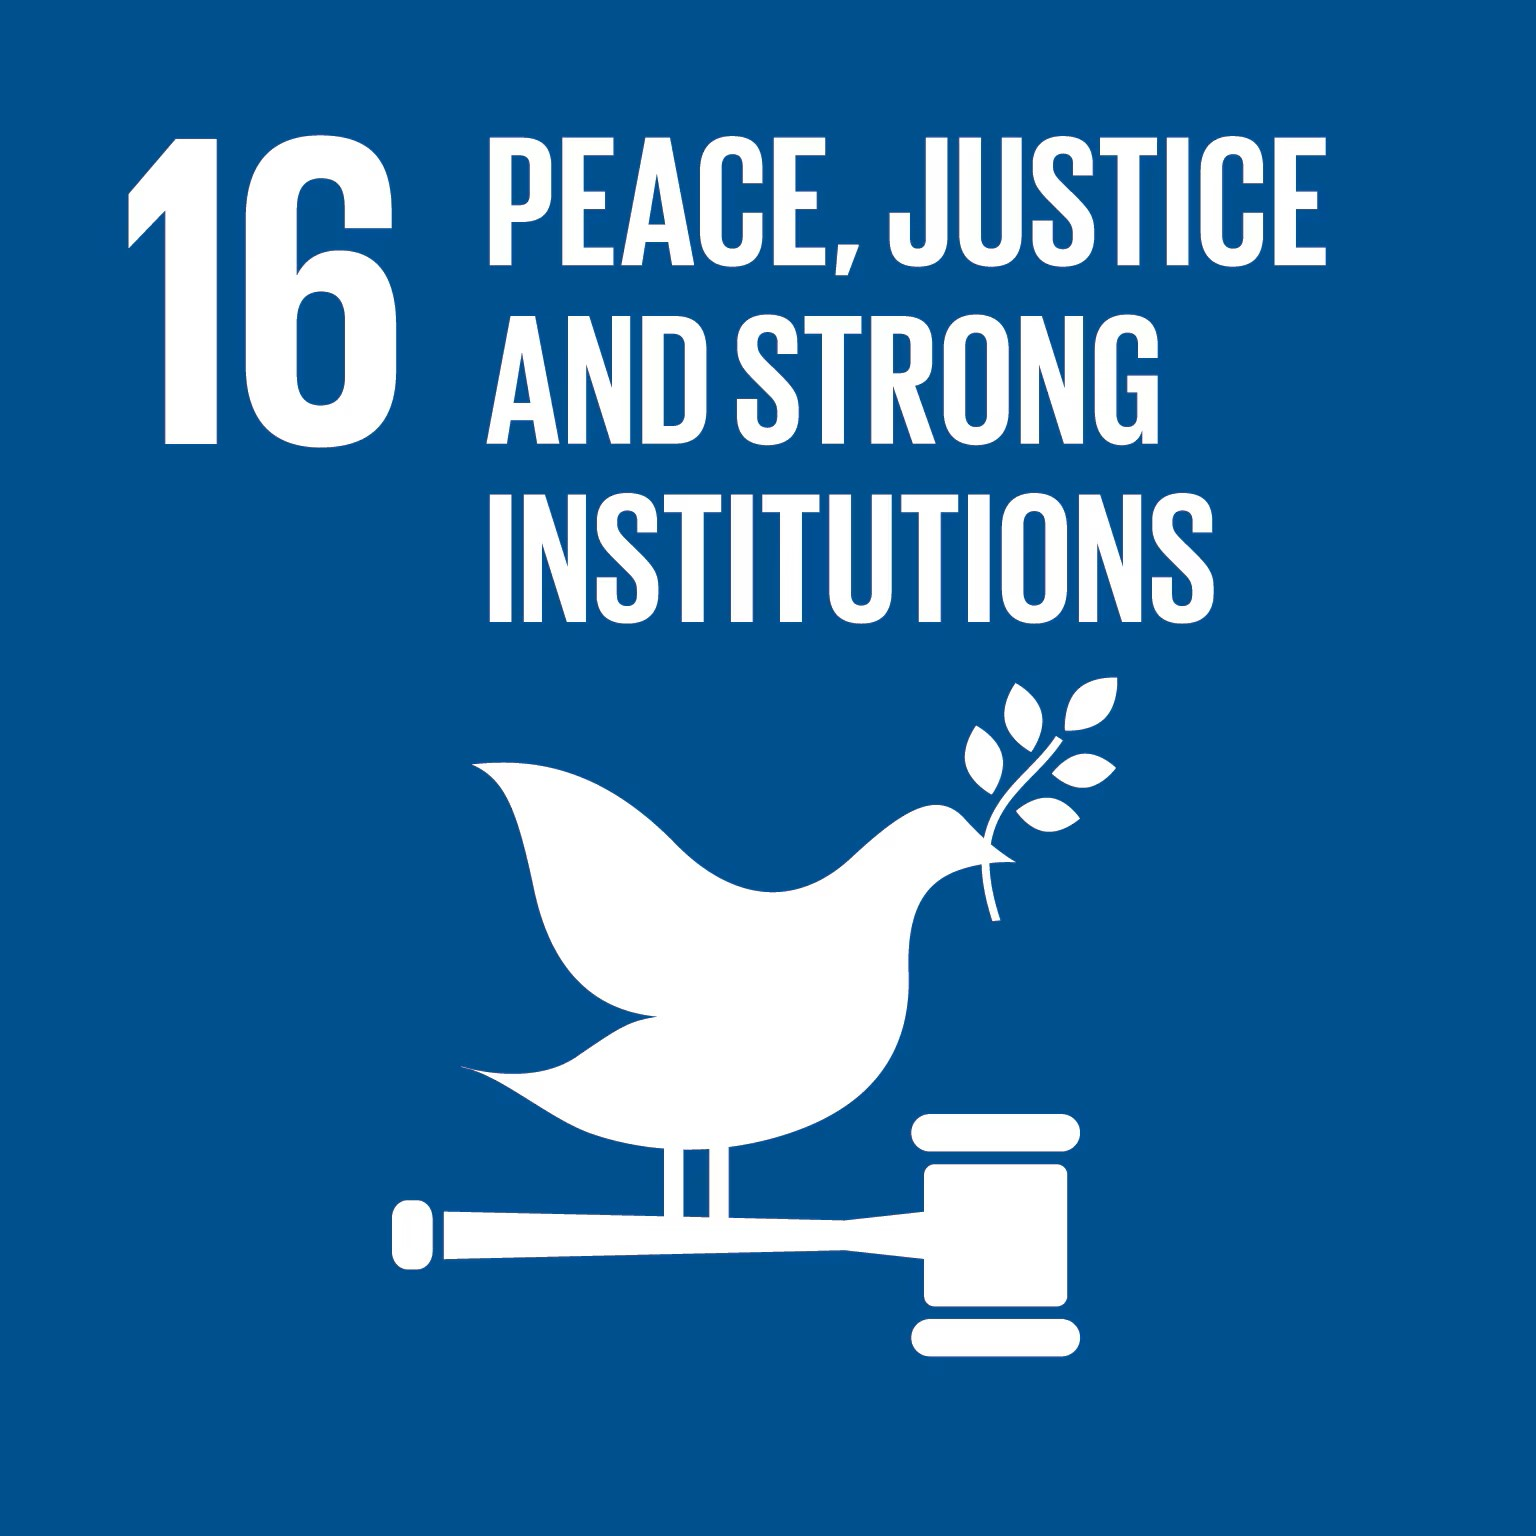 16
PEACE, JUSTICE
AND STRONG
INSTITUTIONS